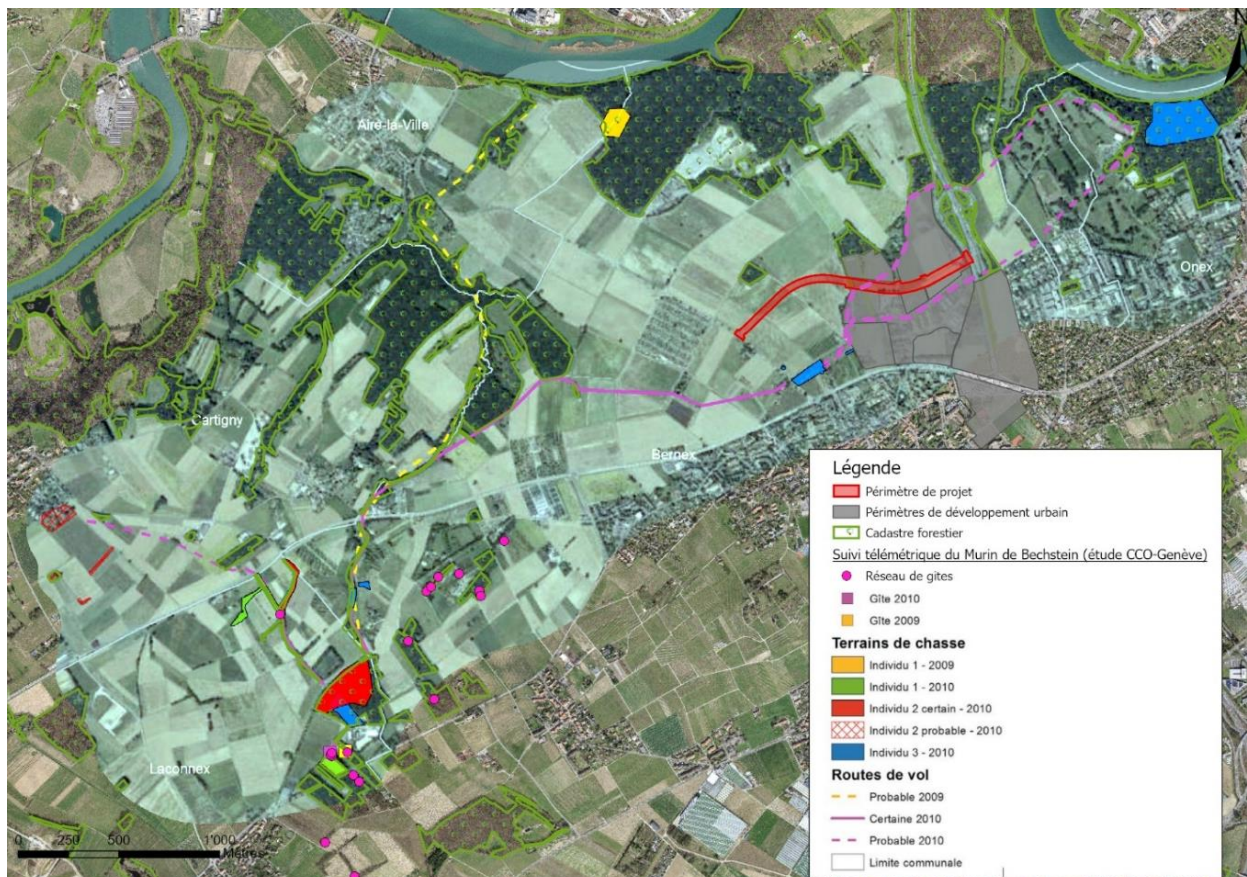 Aire-la-Ville
Onex
Cartigny
Bernex
Laconnex
0 250 500 1'000
Mètres
Légende
Périmètre de projet
Périmètres de développement urbain
Cadastre forestier
Suivi télémétrique du Murin de Bechstein (étude CCO-Genève)
Réseau de gites
Gîte 2010
Gîte 2009
Terrains de chasse
Individu 1 - 2009
Individu 1 - 2010
Individu 2 certain - 2010
Individu 2 probable - 2010
Individu 3 - 2010
Routes de vol
Probable 2009
Certaine 2010
Probable 2010
Limite communale